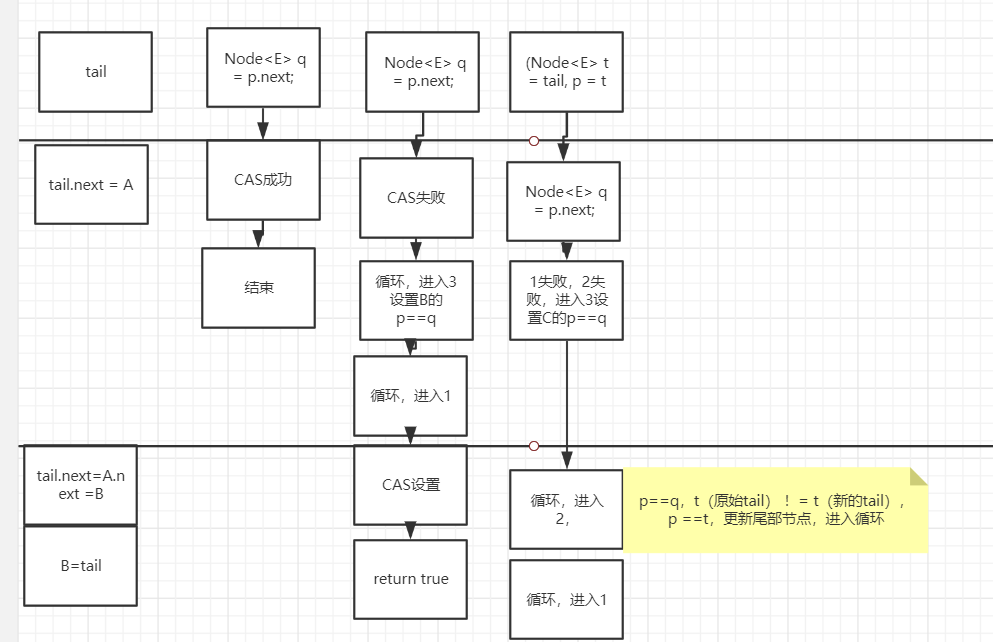 tail
Node<E> q
= p.next;
Node<E> q
= p.next;
(Node<E> t
= tail, p = t
tail.next = A
CAS成功
CAS失败
Node<E> q
= p.next;
结束
循环，进入3
设置B的
p==q
1失败，2失
败，进入3设
置C的p==q
循环，进入1
tail.next=A.n
ext =B
CAS设置
循环，进入
2，
p==q，t（原始tail）！= t（新的tail），
p ==t，更新尾部节点，进入循环
B=tail
return true
循环，进入1